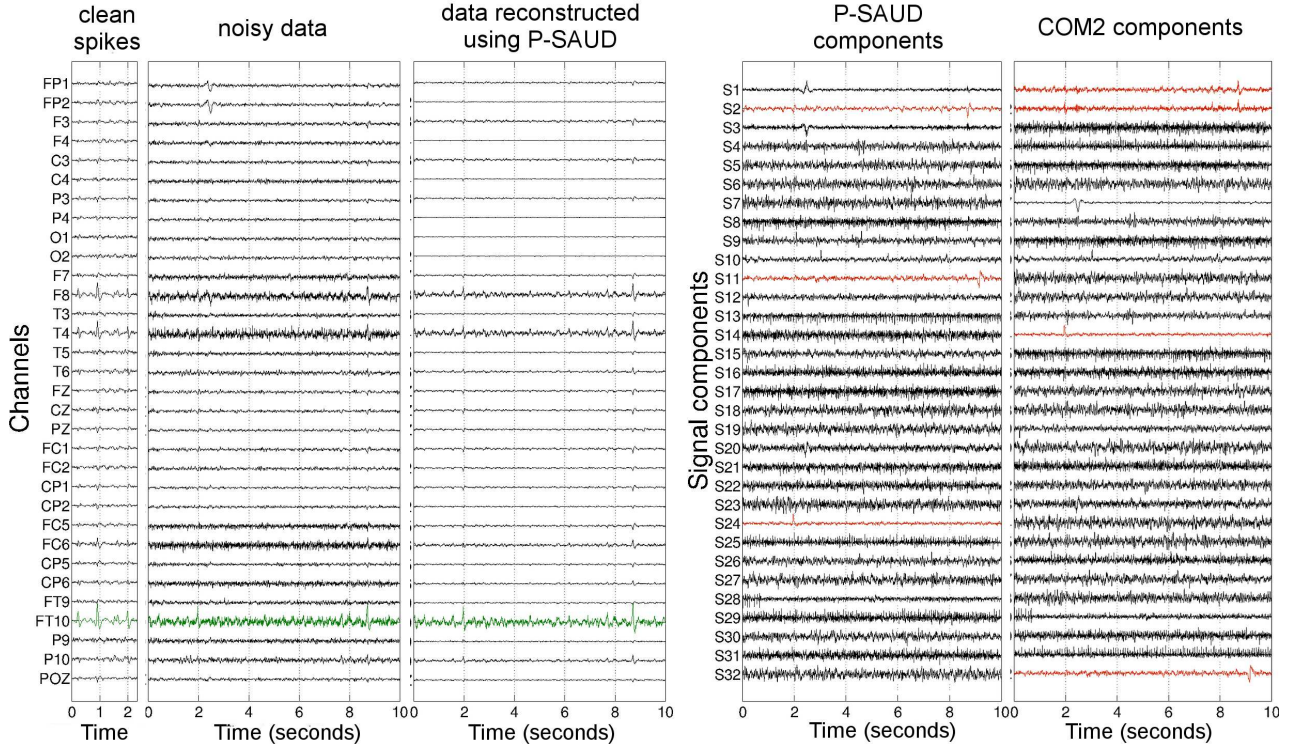 clean
spikes
noisy data
data reconstructed
using P-SAUD
P-SAUD
components
COM2 components
Channels
FP1
FP2
F3
F4
C3
C4
P3
P4
O1
O2
F7
F8
T3
T4
T5
T6
FZ
CZ
PZ
FC1
FC2
CP1
CP2
FC5
FC6
CP5
CP6
FT9
FT10
P9
P10
POZ
0 1 2
Time
0 2 4 6 8 10
Time (seconds)
0 2 4 6 8 10
Time (seconds)
Signal components
S1
S2
S3
S4
S5
S6
S7
S8
S9
S10
S11
S12
S13
S14
S15
S16
S17
S18
S19
S20
S21
S22
S23
S24
S25
S26
S27
S28
S29
S30
S31
S32
0 2 4 6 8 10
Time (seconds)
0 2 4 6 8 10
Time (seconds)